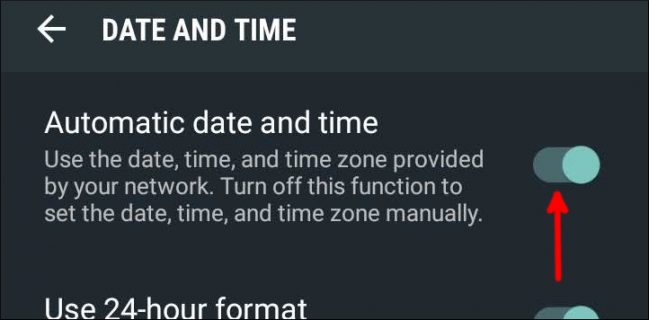 DATE AND TIME
Automatic date and time
Use the date, time, and time zone provided
by your network. Turn off this function to
set the date, time, and time zone manually.
Use 24-hour format